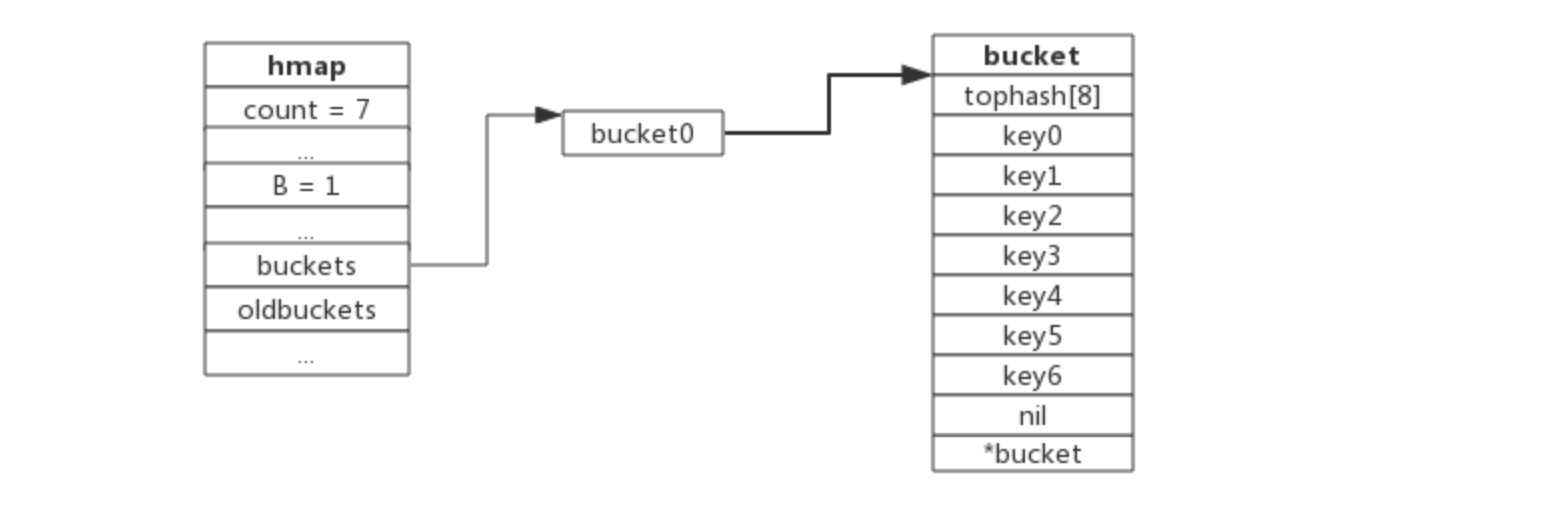 hmap
count = 7
...
B = 1
...
buckets
oldbuckets
...
bucket0
bucket
tophash[8]
key0
key1
key2
key3
key4
key5
key6
nil
*bucket